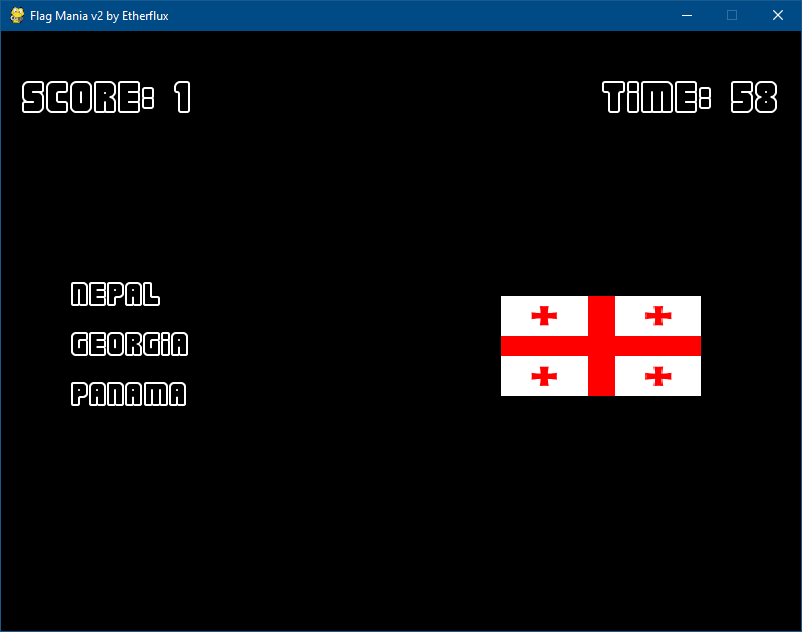 Flag Mania v2 by Etherflux
SCORE: 1
TIME: 58
NEPAL
GEORGIA
PANAMA